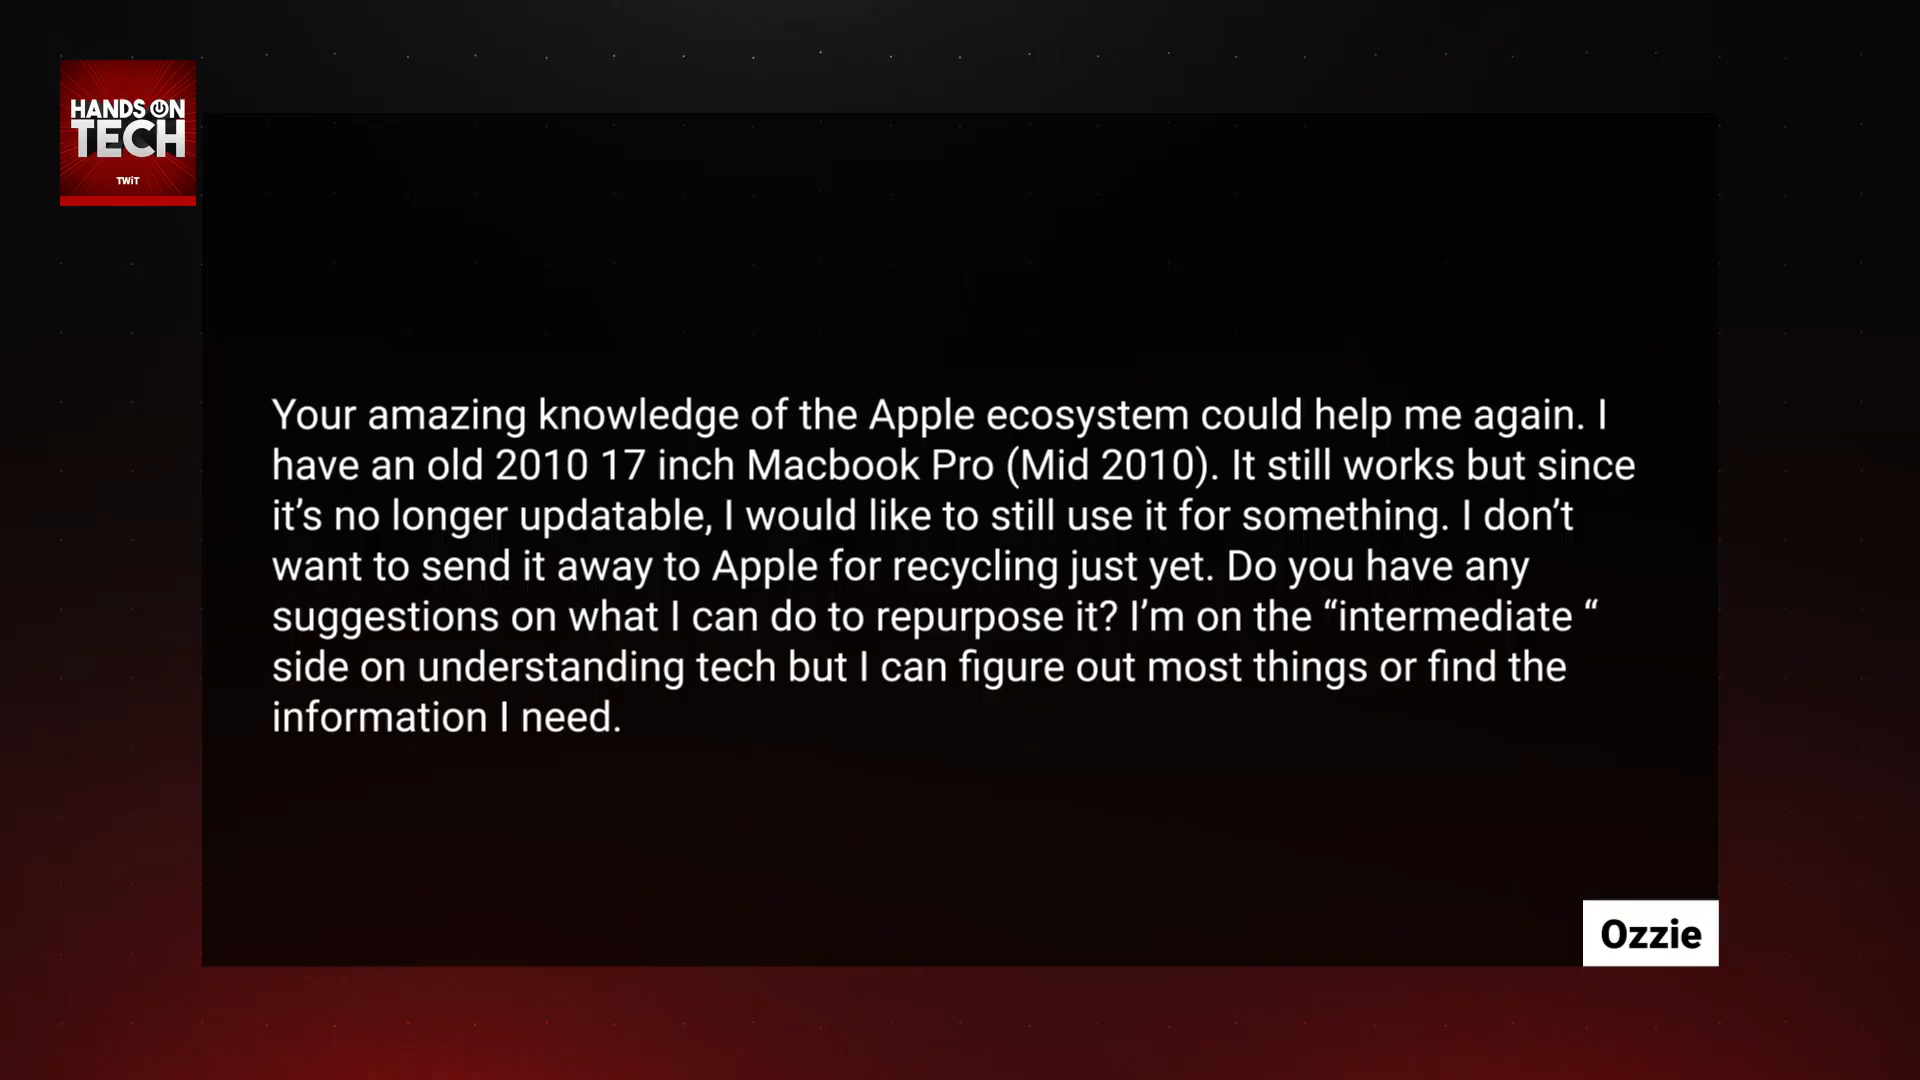 HANDS ON
TECH
TWiT
Your amazing knowledge of the Apple ecosystem could help me again. I
have an old 2010 17 inch Macbook Pro (Mid 2010). It still works but since
it’s no longer updatable, I would like to still use it for something. I don’t
want to send it away to Apple for recycling just yet. Do you have any
suggestions on what I can do to repurpose it? I’m on the “intermediate “
side on understanding tech but I can figure out most things or find the
information I need.
Ozzie